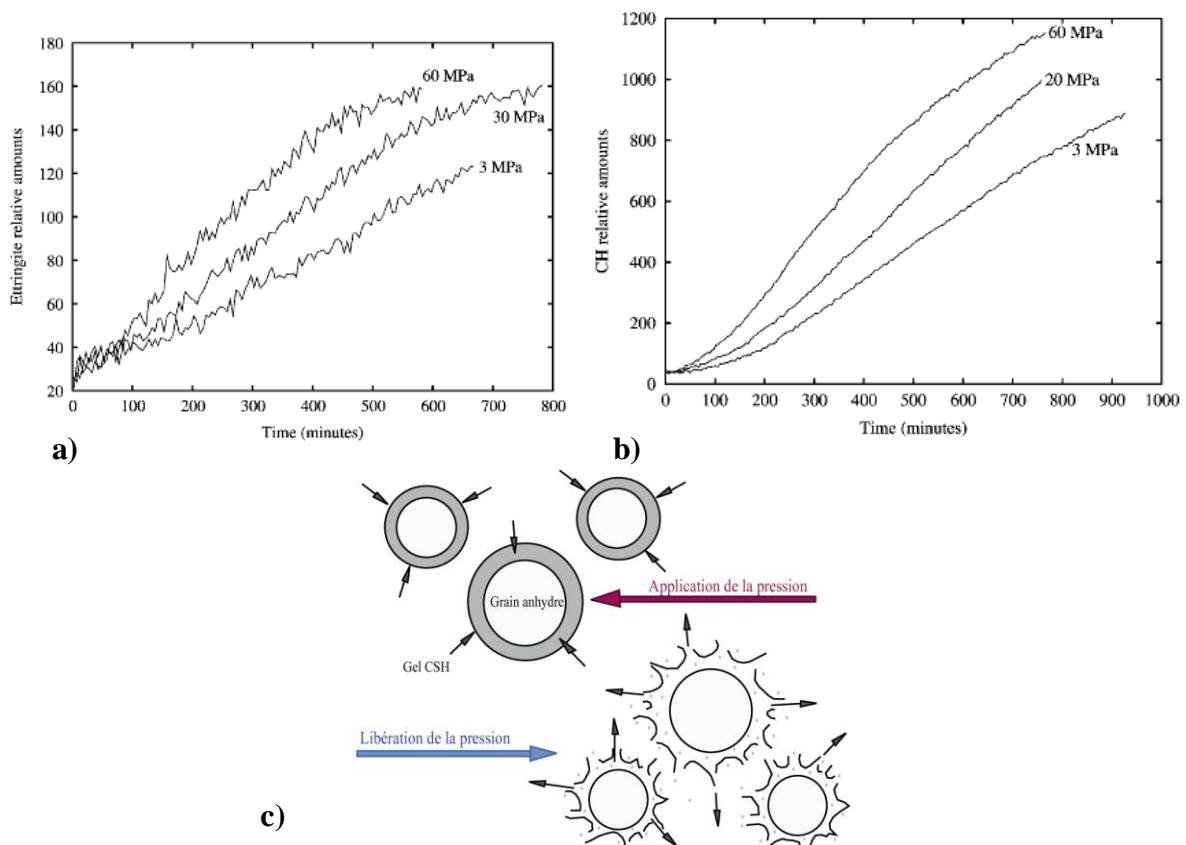 180
160
140
120
100
80
60
40
20
0 100 200 300 400 500 600 700 800
Ettringite relative amounts
Time (minutes)
60 MPa
30 MPa
3 MPa
a)
1200
1000
800
600
400
200
0
0 100 200 300 400 500 600 700 800 900 1000
CH relative amounts
Time (minutes)
60 MPa
20 MPa
3 MPa
b)
Application de la pression
Grain anhydre
Gel CSH
Libération de la pression
c)